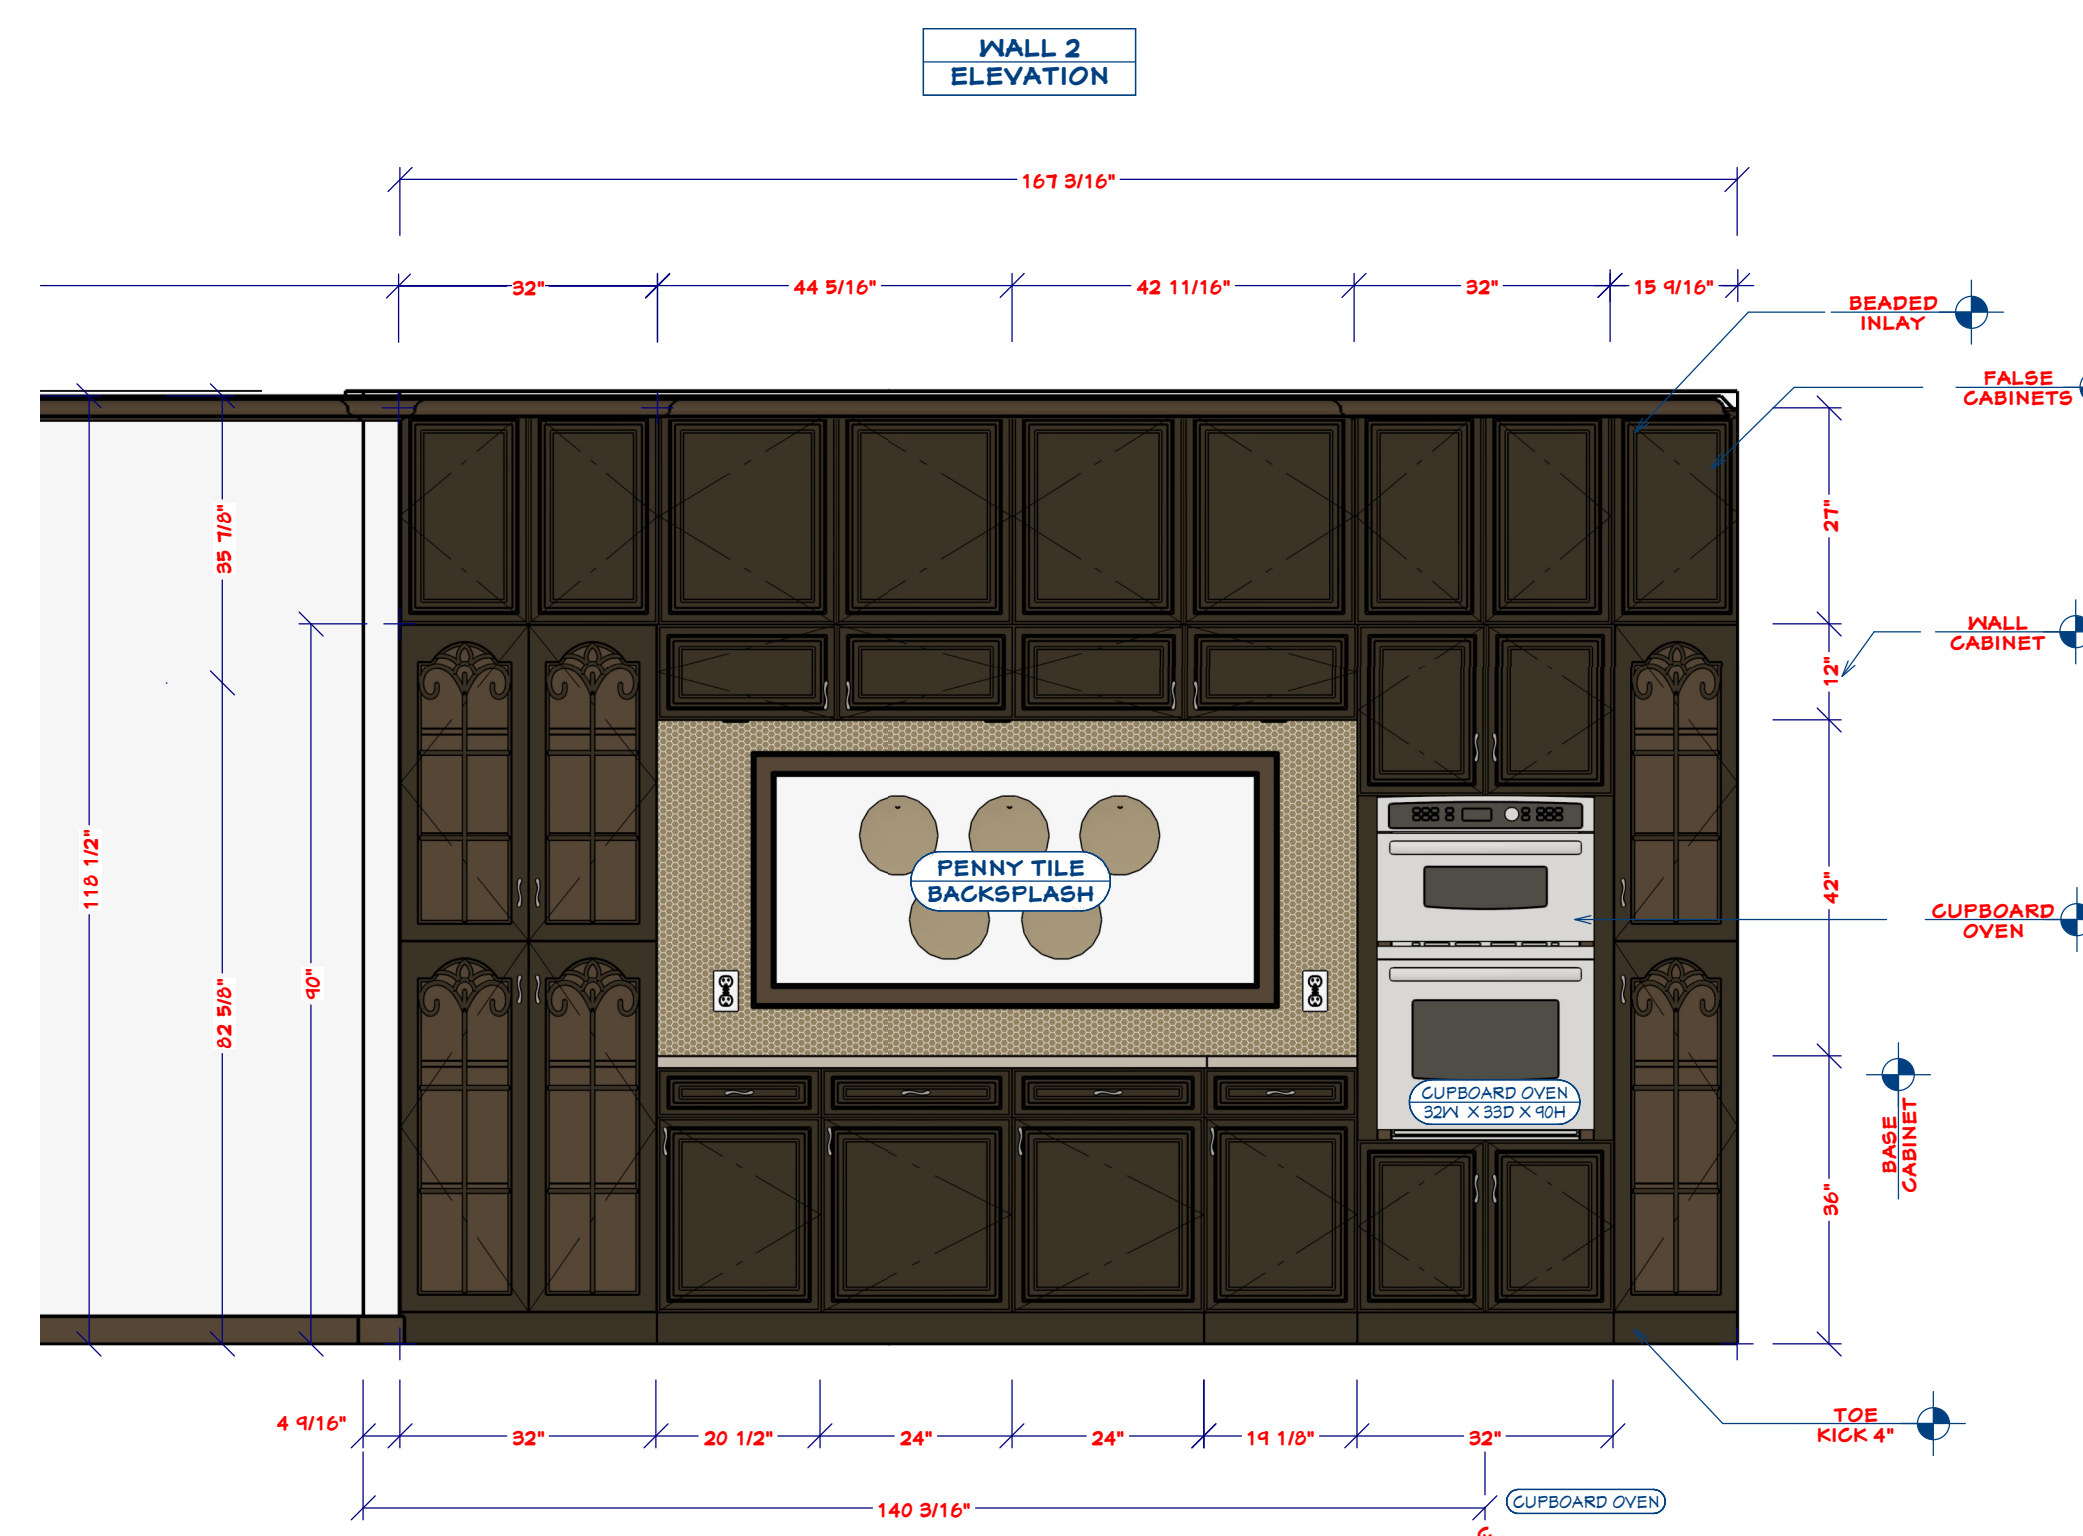 WALL 2
ELEVATION
167 3/16"
32"
44 5/16"
42 11/16"
32"
15 9/16"
BEADED
INLAY
FALSE
CABINETS
35 7/8"
27"
WALL
CABINET
12"
118 1/2"
PENNY TILE
BACKSPLASH
42"
CUPBOARD
OVEN
90"
82 5/8"
CUPBOARD OVEN
32W X 33D X 90H
BASE
CABINET
36"
4 9/16"
32"
20 1/2"
24"
24"
19 1/8"
32"
TOE
KICK 4"
140 3/16"
CUPBOARD OVEN